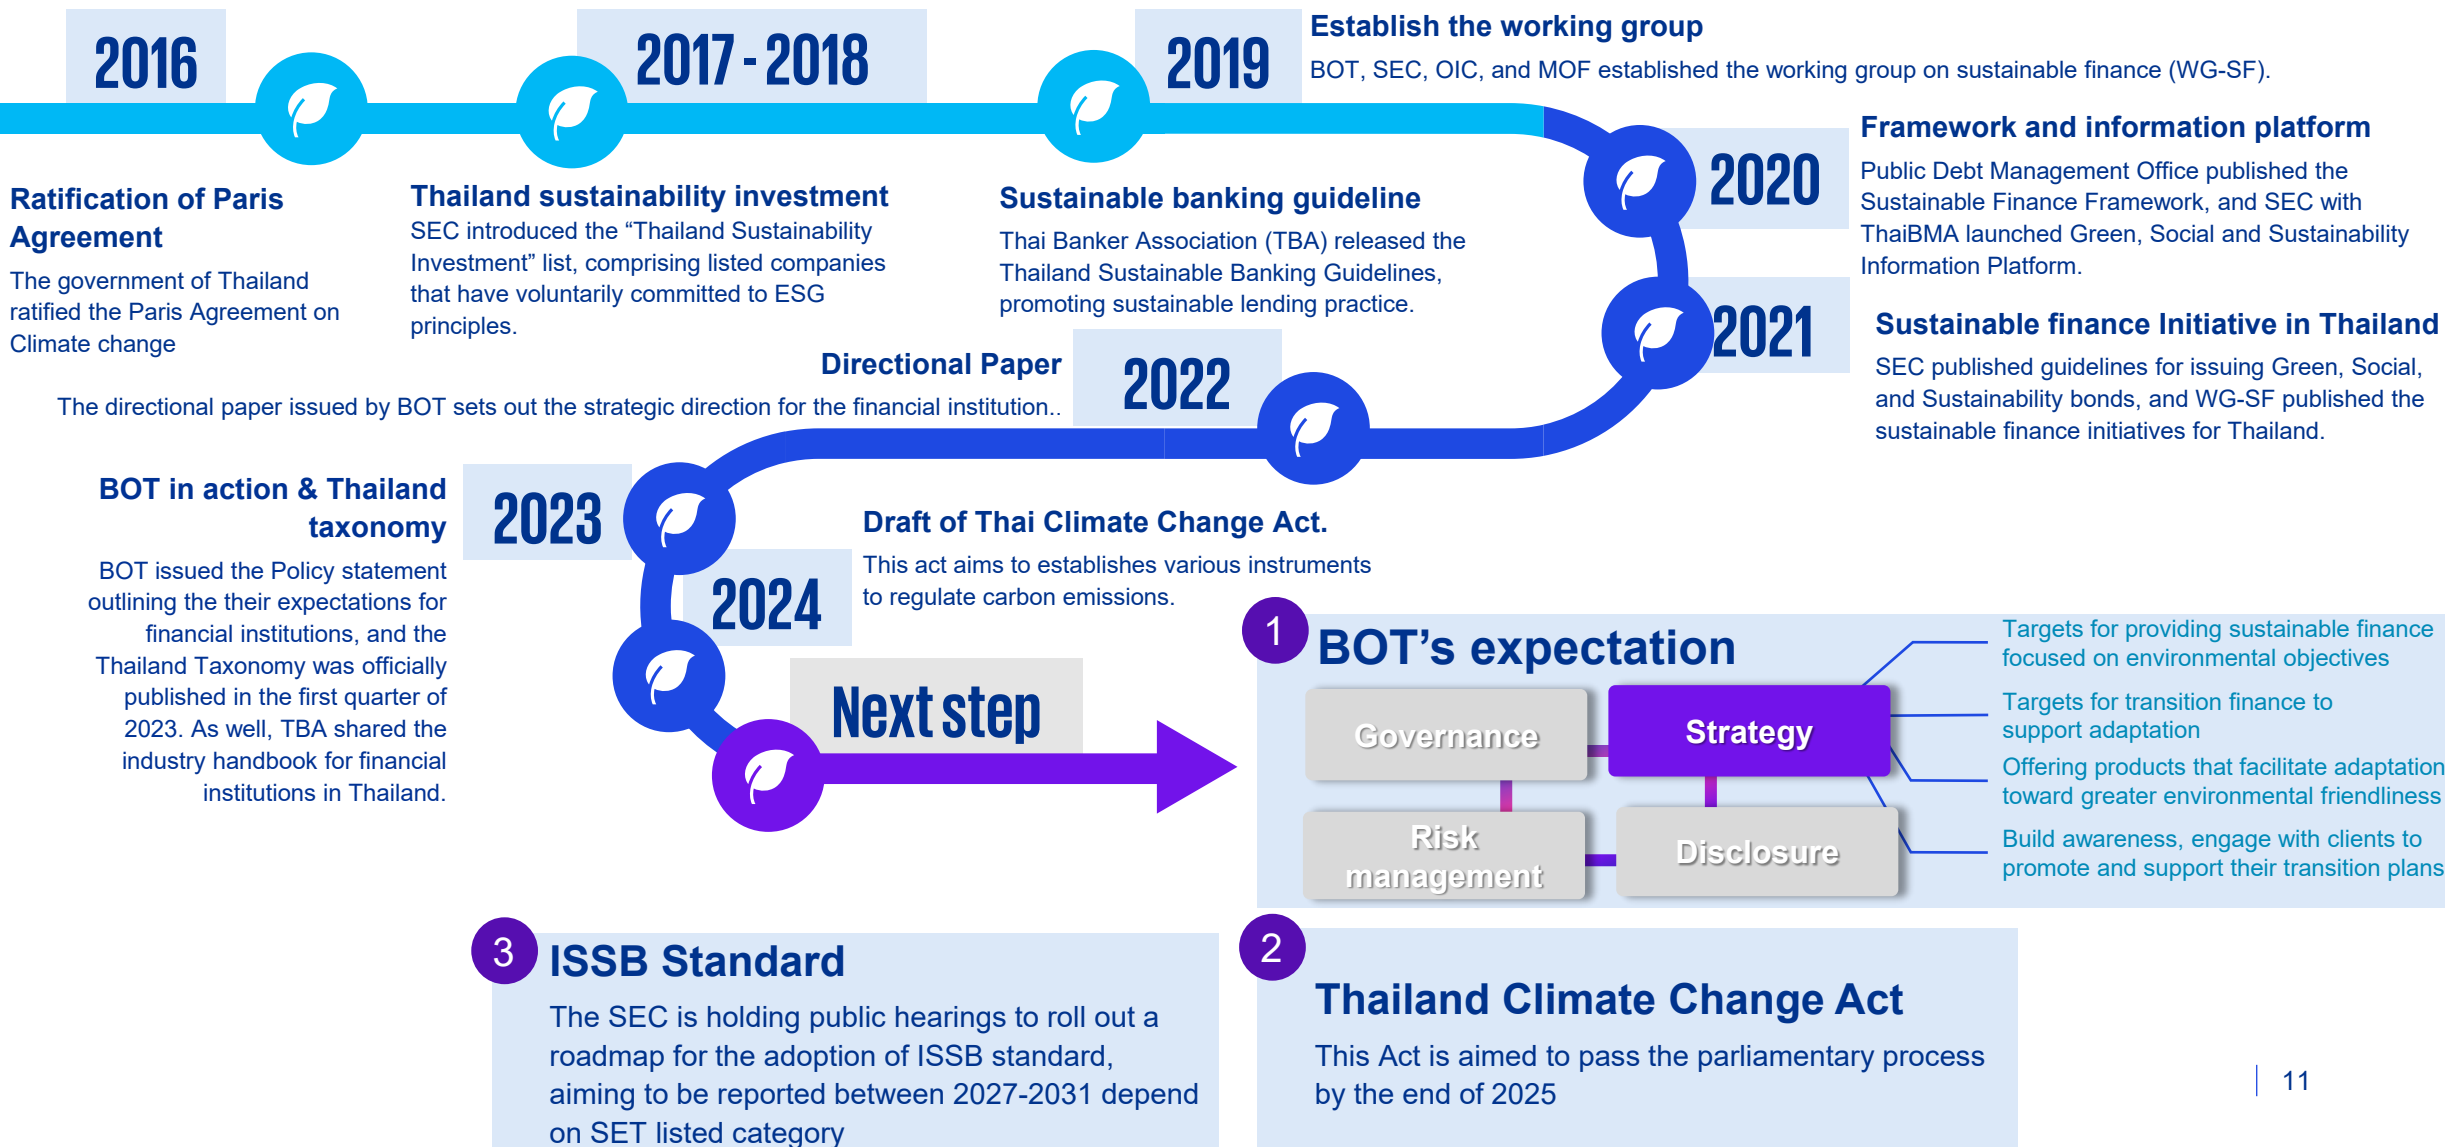 2016
Ratification of Paris
Agreement
The government of Thailand
ratified the Paris Agreement on
Climate change
2017 - 2018
Thailand sustainability investment
SEC introduced the “Thailand Sustainability
Investment” list, comprising listed companies
that have voluntarily committed to ESG
principles.
2019
Establish the working group
BOT, SEC, OIC, and MOF established the working group on sustainable finance (WG-SF).
Sustainable banking guideline
Thai Banker Association (TBA) released the
Thailand Sustainable Banking Guidelines,
promoting sustainable lending practice.
2020
Framework and information platform
Public Debt Management Office published the
Sustainable Finance Framework, and SEC with
ThaiBMA launched Green, Social and Sustainability
Information Platform.
2021
Sustainable finance Initiative in Thailand
SEC published guidelines for issuing Green, Social,
and Sustainability bonds, and WG-SF published the
sustainable finance initiatives for Thailand.
2022
Directional Paper
The directional paper issued by BOT sets out the strategic direction for the financial institution..
2023
BOT in action & Thailand
taxonomy
BOT issued the Policy statement
outlining the their expectations for
financial institutions, and the
Thailand Taxonomy was officially
published in the first quarter of
2023. As well, TBA shared the
industry handbook for financial
institutions in Thailand.
2024
Draft of Thai Climate Change Act.
This act aims to establishes various instruments
to regulate carbon emissions.
Next step
1
BOT’s expectation
Governance
Strategy
Risk
management
Disclosure
Targets for providing sustainable finance
focused on environmental objectives
Targets for transition finance to
support adaptation
Offering products that facilitate adaptation
toward greater environmental friendliness
Build awareness, engage with clients to
promote and support their transition plans
2
Thailand Climate Change Act
This Act is aimed to pass the parliamentary process
by the end of 2025
3
ISSB Standard
The SEC is holding public hearings to roll out a
roadmap for the adoption of ISSB standard,
aiming to be reported between 2027-2031 depend
on SET listed category
11